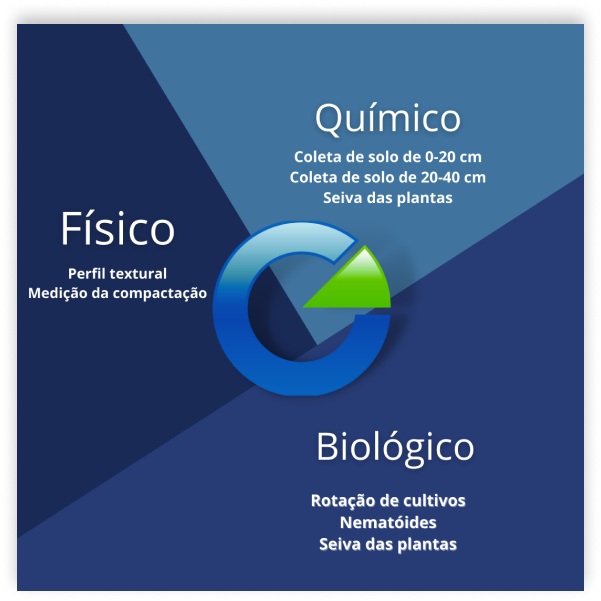 Químico
Coleta de solo de 0-20 cm
Coleta de solo de 20-40 cm
Seiva das plantas
Físico
Perfil textural
Medição da compactação
Biológico
Rotação de cultivos
Nematóides
Seiva das plantas